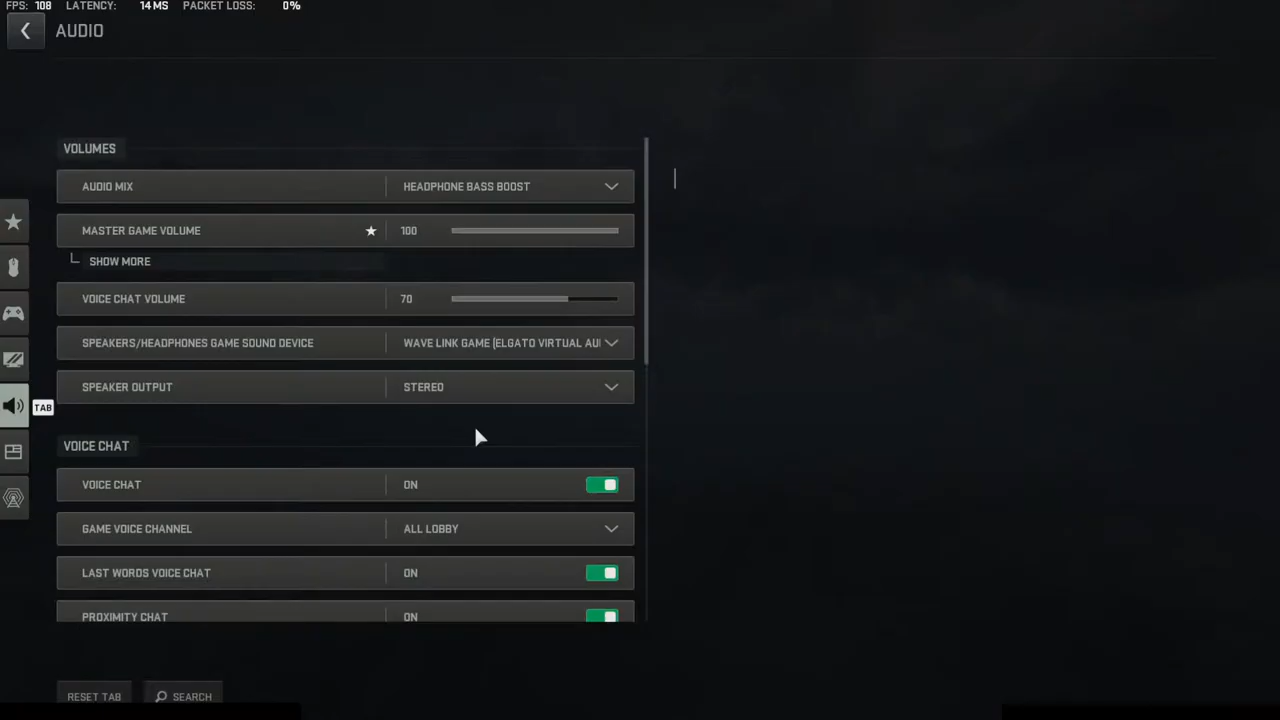 FPS: 108 LATENCY: 14 MS PACKET LOSS: 0%
AUDIO
VOLUMES
AUDIO MIX HEADPHONE BASS BOOST
MASTER GAME VOLUME 100
SHOW MORE
VOICE CHAT VOLUME 70
SPEAKERS/HEADPHONES GAME SOUND DEVICE WAVE LINK GAME (ELGATO VIRTUAL AU
SPEAKER OUTPUT STEREO
TAB
VOICE CHAT
VOICE CHAT ON
GAME VOICE CHANNEL ALL LOBBY
LAST WORDS VOICE CHAT ON
PROXIMITY CHAT ON
RESET TAB SEARCH